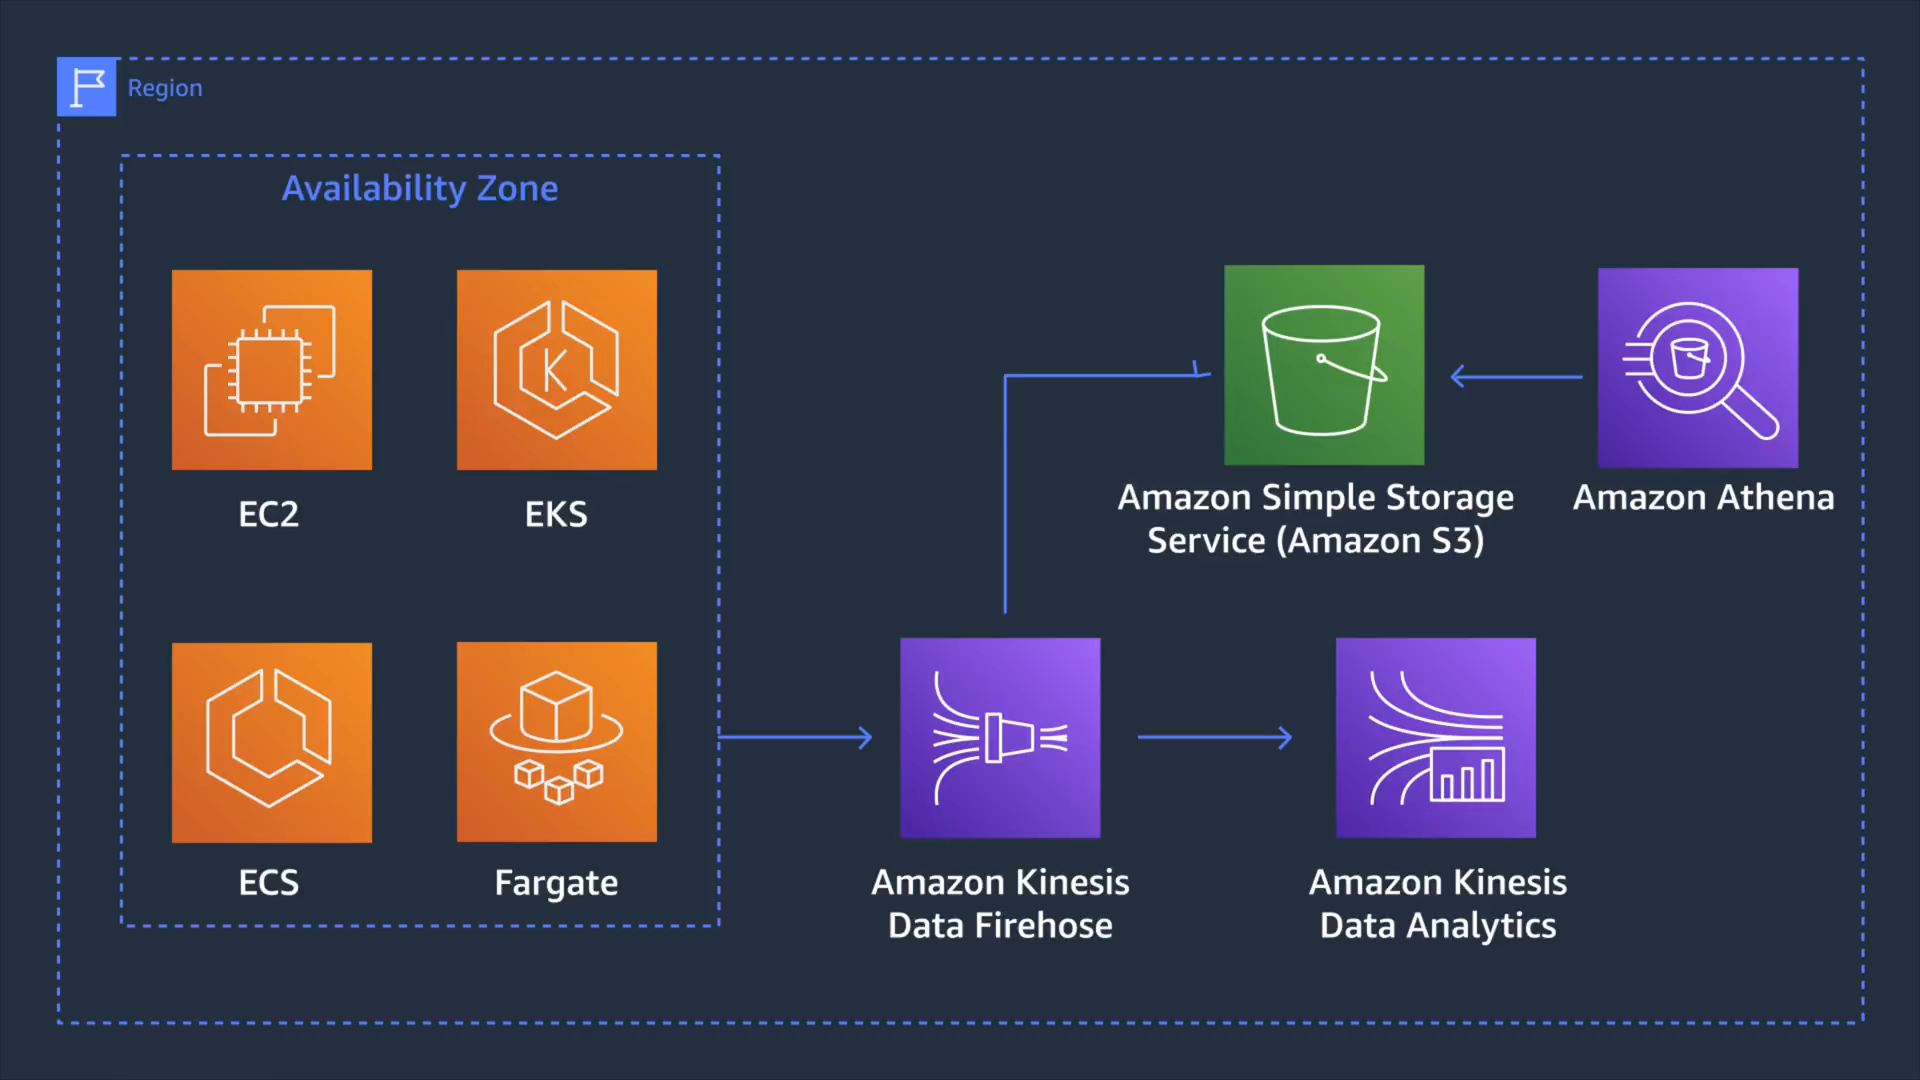 Region
Availability Zone
EC2
EKS
ECS
Fargate
Amazon Simple Storage
Service (Amazon S3)
Amazon Athena
Amazon Kinesis
Data Firehose
Amazon Kinesis
Data Analytics